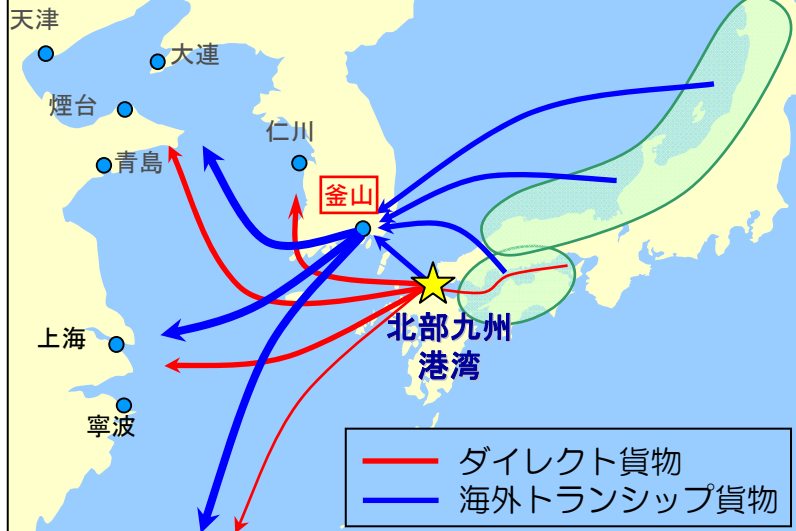 天津
大連
煙台
仁川
青島
釜山
北部九州
港湾
上海
寧波
ダイレクト貨物
海外トランシップ貨物